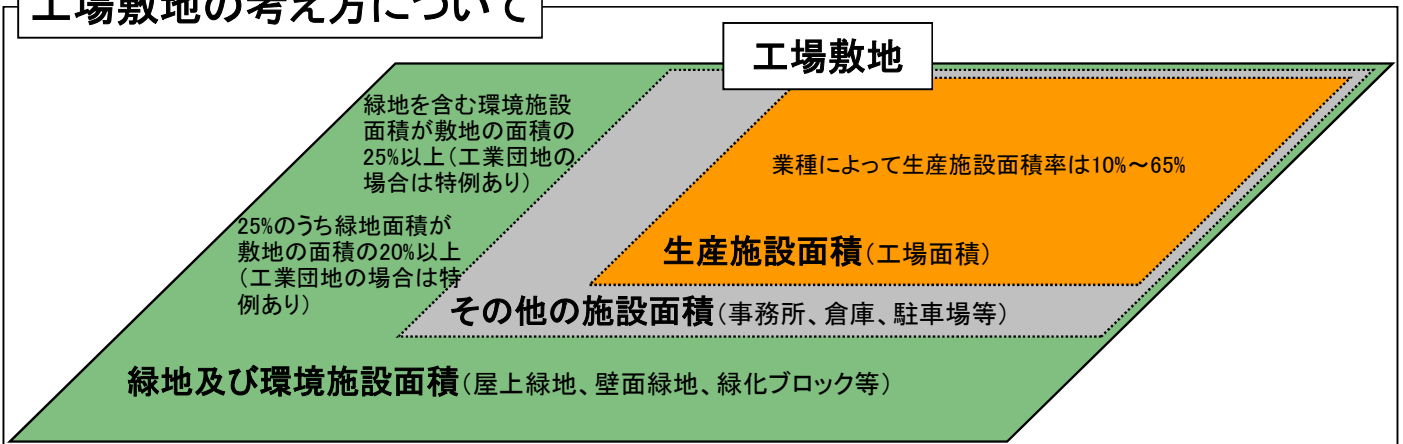 工場敷地の考え方について
工場敷地
緑地を含む環境施設
面積が敷地の面積の
25%以上(工業団地の
場合は特例あり)
業種によって生産施設面積率は10%～65%
25%のうち緑地面積が
敷地の面積の20%以上
(工業団地の場合は特
例あり)
生産施設面積(工場面積)
その他の施設面積(事務所、倉庫、駐車場等)
緑地及び環境施設面積(屋上緑地、壁面緑地、緑化ブロック等)